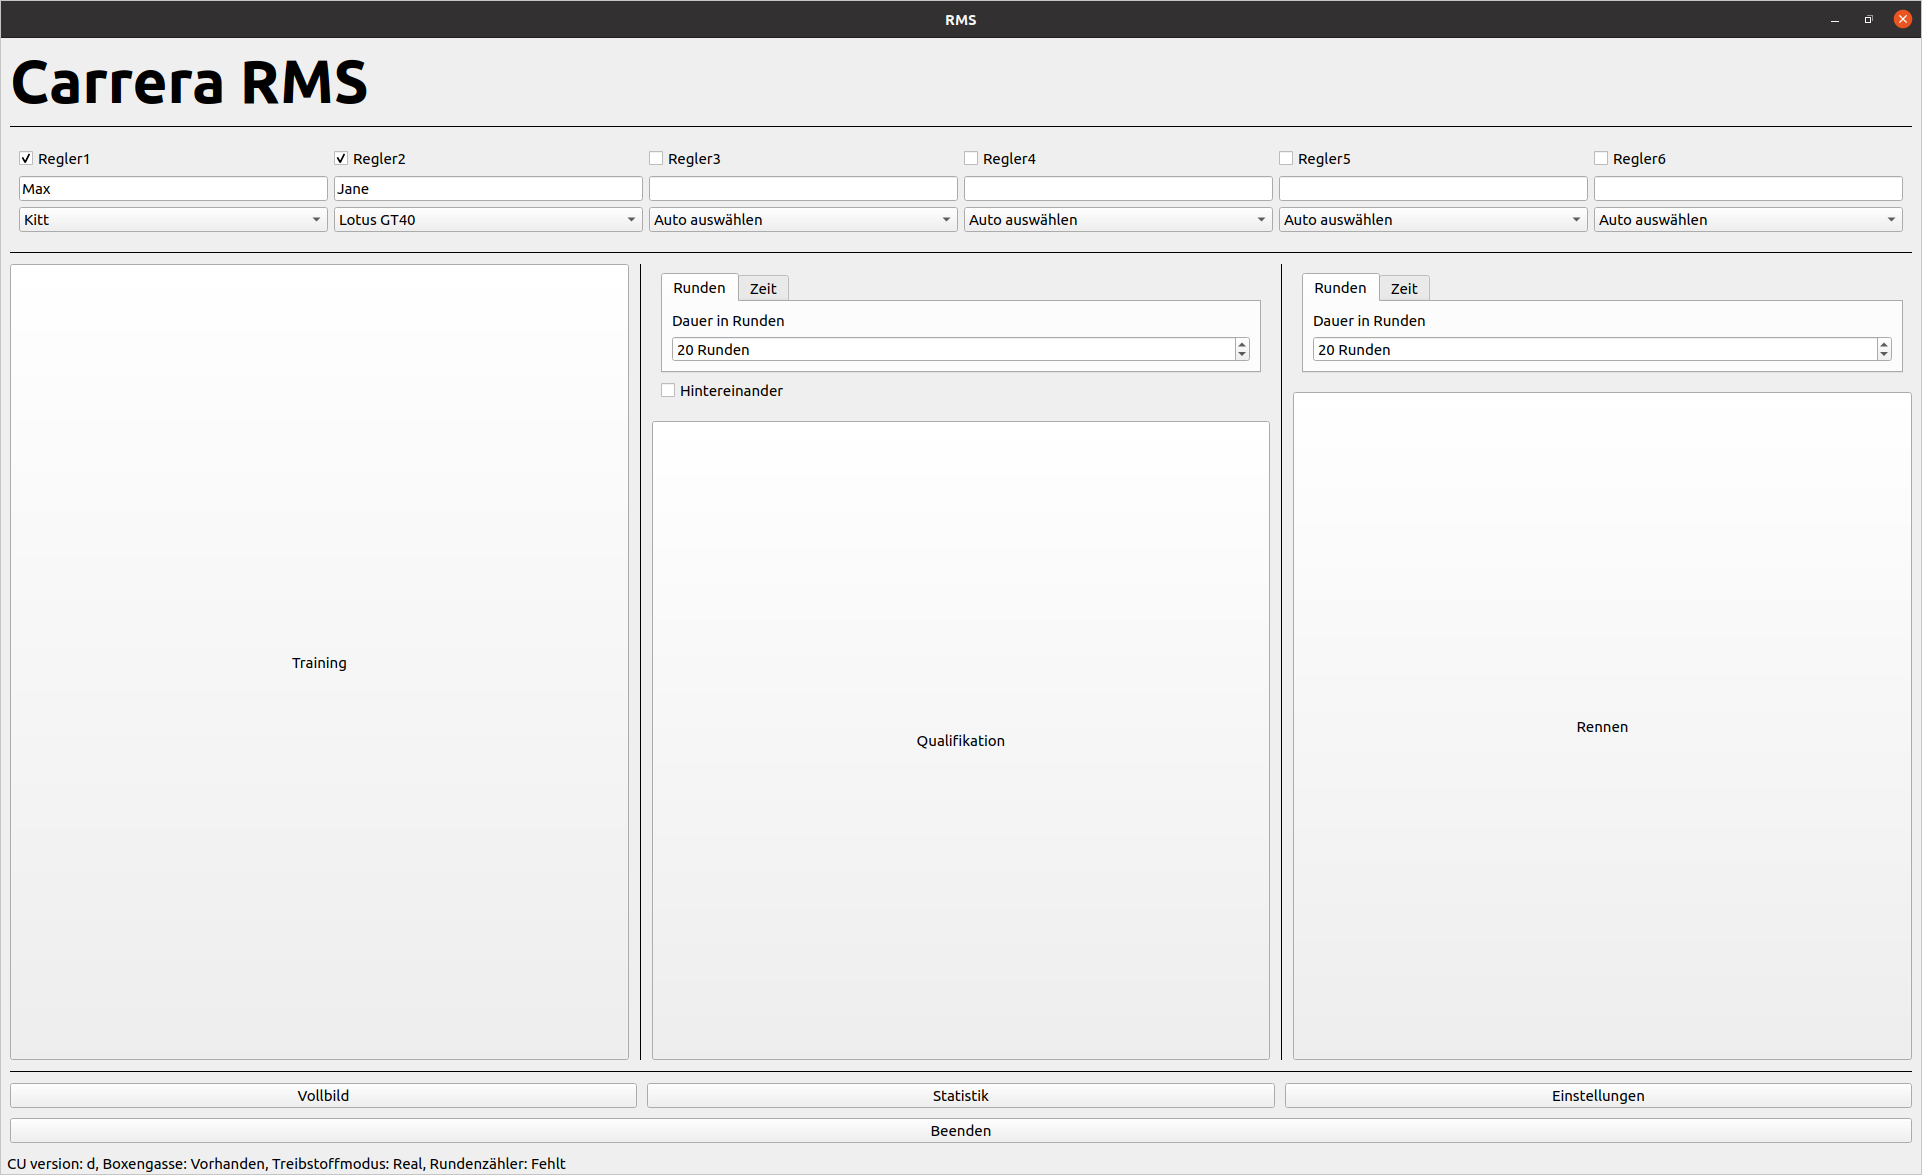 RMS
Carrera RMS
Regler1 Regler2 Regler3 Regler4 Regler5 Regler6
Max Jane
Kitt Lotus GT40 Auto auswählen Auto auswählen Auto auswählen Auto auswählen
Runden Zeit Runden Zeit
Dauer in Runden Dauer in Runden
20 Runden 20 Runden
Hintereinander
Training
Qualifikation
Rennen
Vollbild Statistik Einstellungen
Beenden
CU version: d, Boxengasse: Vorhanden, Treibstoffmodus: Real, Rundenzähler: Fehlt